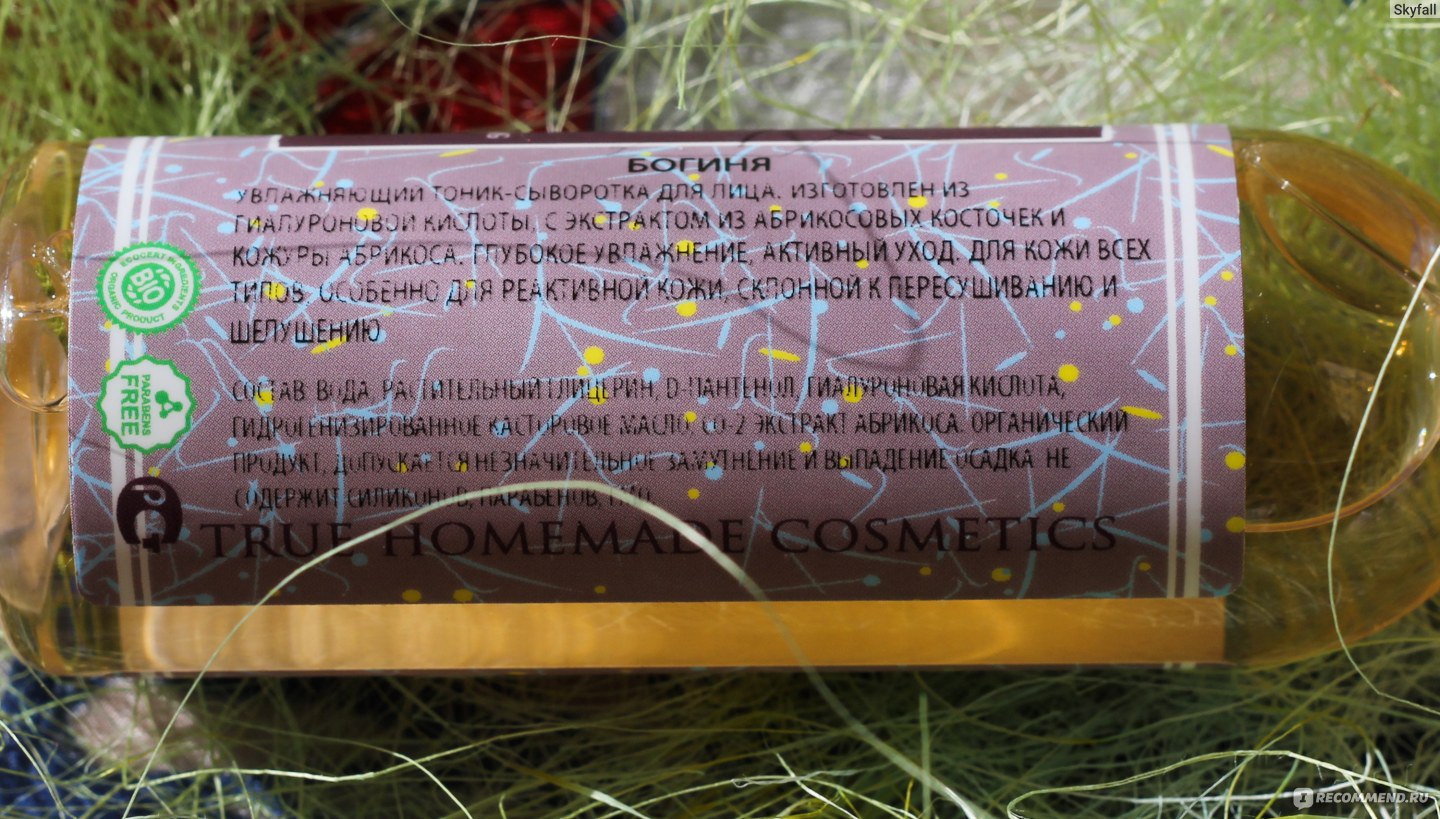 Skyfall
БОГИНЯ
УВЛАЖНЯЮЩИЙ ТОНИК-СЫВОРОТКА ДЛЯ ЛИЦА. ИЗГОТОВЛЕН ИЗ
ГИАЛУРОНОВОЙ КИСЛОТЫ, С ЭКСТРАКТОМ ИЗ АБРИКОСОВЫХ КОСТОЧЕК И
КОЖУРЫ АБРИКОСА. ГЛУБОКОЕ УВЛАЖНЕНИЕ, АКТИВНЫЙ УХОД. ДЛЯ КОЖИ ВСЕХ
ТИПОВ, ОСОБЕННО ДЛЯ РЕАКТИВНОЙ КОЖИ, СКЛОННОЙ К ПЕРЕСУШИВАНИЮ И
ШЕЛУШЕНИЮ
СОСТАВ: ВОДА, РАСТИТЕЛЬНЫЙ ГЛИЦЕРИН, D-ПАНТЕНОЛ, ГИАЛУРОНОВАЯ КИСЛОТА,
ГИДРОГЕНИЗИРОВАННОЕ КАСТОРОВОЕ МАСЛО, СО-2 ЭКСТРАКТ АБРИКОСА. ОРГАНИЧЕСКИЙ
ПРОДУКТ, ДОПУСКАЕТСЯ НЕЗНАЧИТЕЛЬНОЕ ЗАМУТНЕНИЕ И ВЫПАДЕНИЕ ОСАДКА. НЕ
СОДЕРЖИТ СИЛИКОНОВ, ПАРАБЕНОВ, ГМО.
TRUE HOMEMADE COSMETICS
BIO
ORGANIC PRODUCT
PARABENS
FREE
IRECOMMEND.RU